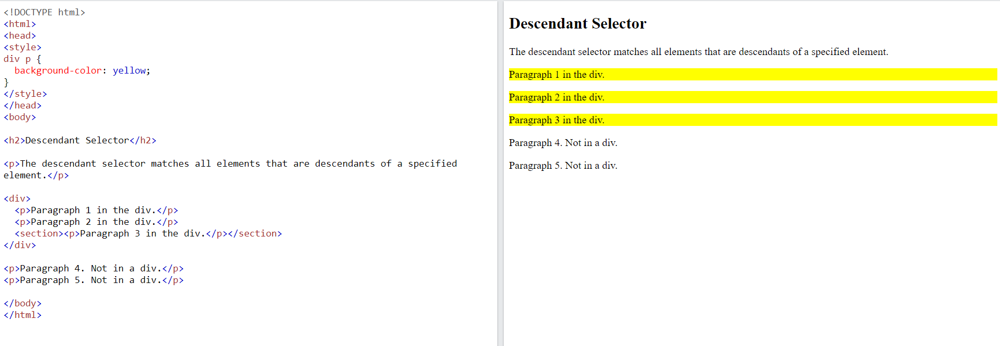 <!DOCTYPE html>
<html>
<head>
<style>
div p {
  background-color: yellow;
}
</style>
</head>
<body>

<h2>Descendant Selector</h2>

<p>The descendant selector matches all elements that are descendants of a specified
element.</p>

<div>
  <p>Paragraph 1 in the div.</p>
  <p>Paragraph 2 in the div.</p>
  <section><p>Paragraph 3 in the div.</p></section>
</div>

<p>Paragraph 4. Not in a div.</p>
<p>Paragraph 5. Not in a div.</p>

</body>
</html>
Descendant Selector
The descendant selector matches all elements that are descendants of a specified element.
Paragraph 1 in the div.
Paragraph 2 in the div.
Paragraph 3 in the div.
Paragraph 4. Not in a div.
Paragraph 5. Not in a div.